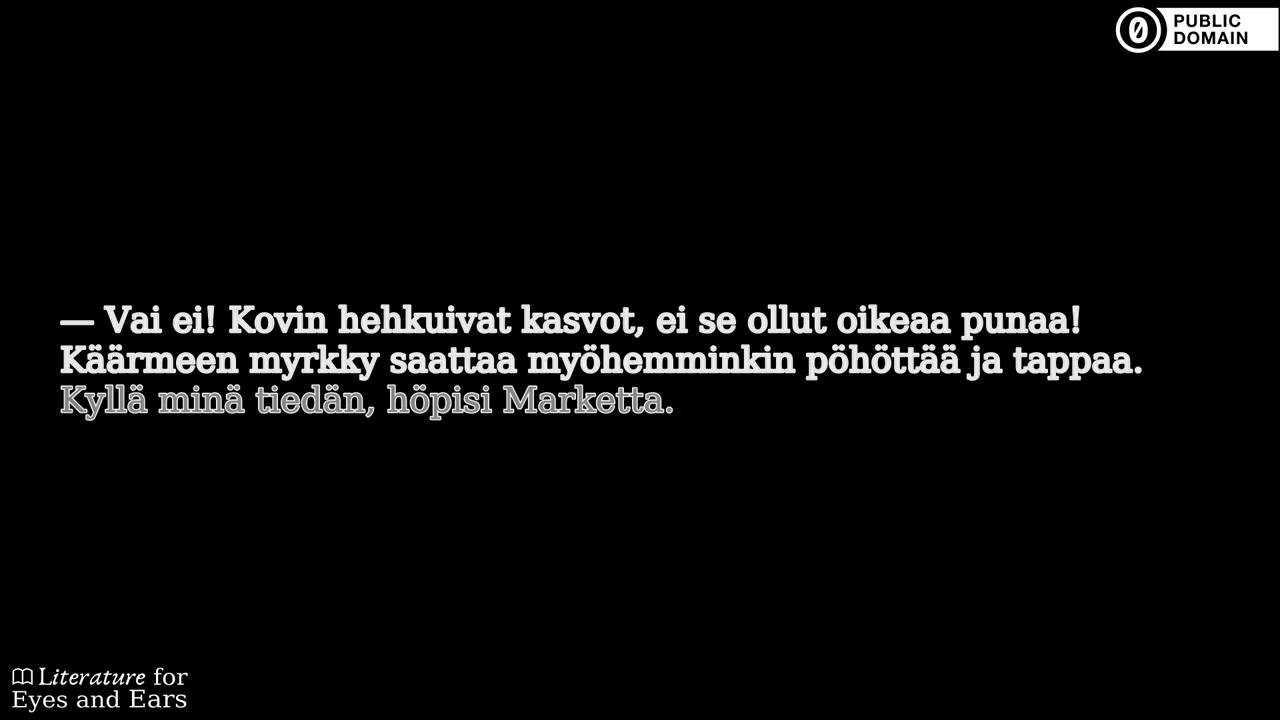 PUBLIC
DOMAIN
— Vai ei! Kovin hehkuivat kasvot, ei se ollut oikeaa punaa!
Käärmeen myrkky saattaa myöhemminkin pöhöttää ja tappaa.
Kyllä minä tiedän, höpisi Marketta.
Literature for
Eyes and Ears